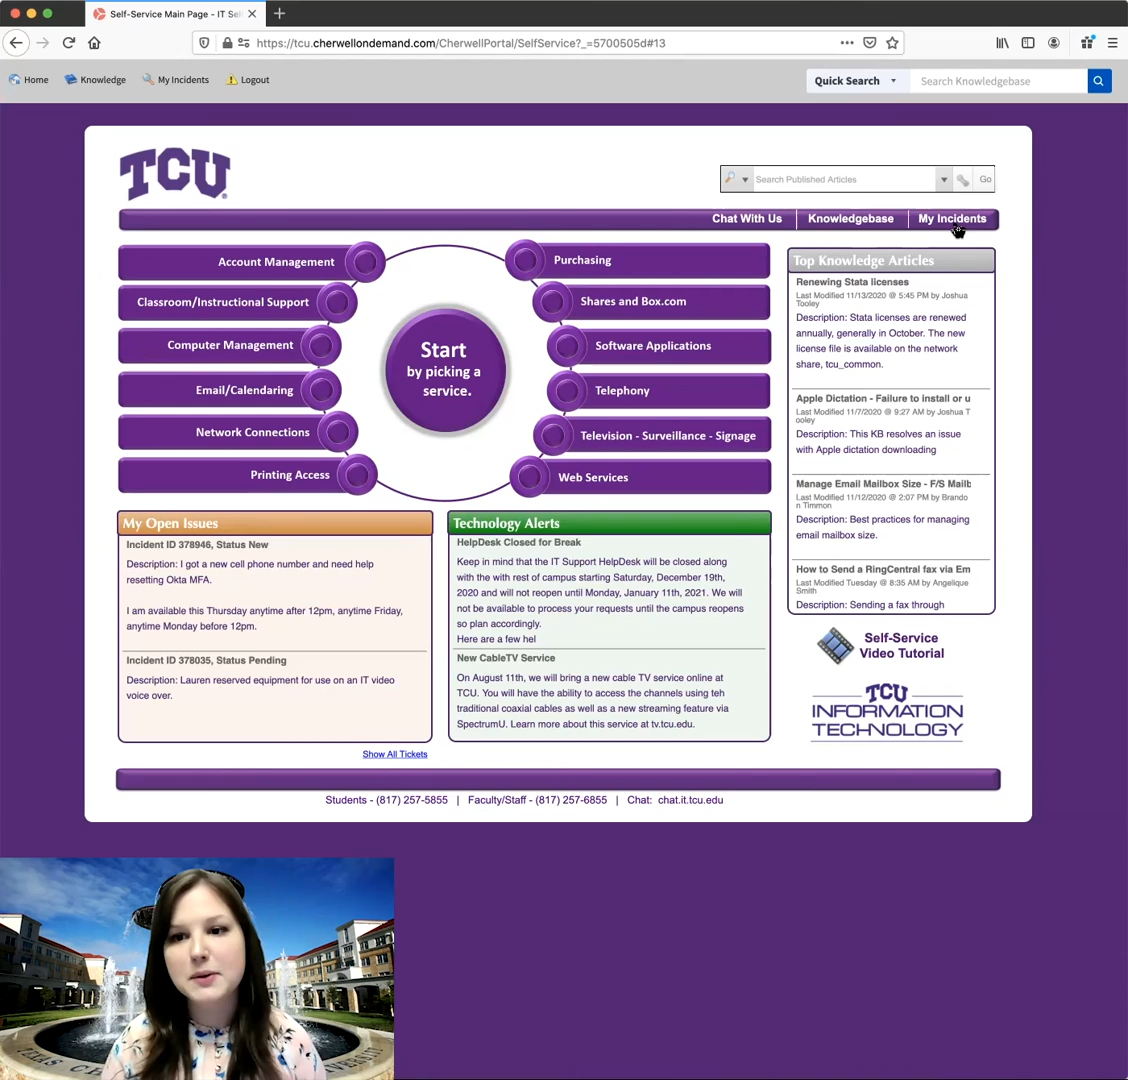 Self-Service Main Page - IT Sel
https://tcu.cherwellondemand.com/CherwellPortal/SelfService?_=5700505d#13
Home
Knowledge
My Incidents
Logout
Quick Search
Search Knowledgebase
TCU
Search Published Articles
Go
Chat With Us
Knowledgebase
My Incidents
Account Management
Classroom/Instructional Support
Computer Management
Email/Calendaring
Network Connections
Printing Access
Start
by picking a
service.
Purchasing
Shares and Box.com
Software Applications
Telephony
Television - Surveillance - Signage
Web Services
Top Knowledge Articles
Renewing Stata licenses
Last Modified 11/13/2020 @ 5:45 PM by Joshua
Tooley
Description: Stata licenses are renewed
annually, generally in October. The new
license file is available on the network
share, tcu_common.
Apple Dictation - Failure to install or u
Last Modified 11/7/2020 @ 9:27 AM by Joshua T
ooley
Description: This KB resolves an issue
with Apple dictation downloading
Manage Email Mailbox Size - F/S Mailb
Last Modified 11/12/2020 @ 2:07 PM by Brando
n Timmon
Description: Best practices for managing
email mailbox size.
How to Send a RingCentral fax via Em
Last Modified Tuesday @ 8:35 AM by Angelique
Smith
Description: Sending a fax through
My Open Issues
Incident ID 378946, Status New
Description: I got a new cell phone number and need help
resetting Okta MFA.
I am available this Thursday anytime after 12pm, anytime Friday,
anytime Monday before 12pm.
Incident ID 378035, Status Pending
Description: Lauren reserved equipment for use on an IT video
voice over.
Show All Tickets
Technology Alerts
HelpDesk Closed for Break
Keep in mind that the IT Support HelpDesk will be closed along
with the with rest of campus starting Saturday, December 19th,
2020 and will not reopen until Monday, January 11th, 2021. We will
not be available to process your requests until the campus reopens
so plan accordingly.
Here are a few hel
New CableTV Service
On August 11th, we will bring a new cable TV service online at
TCU. You will have the ability to access the channels using teh
traditional coaxial cables as well as a new streaming feature via
SpectrumU. Learn more about this service at tv.tcu.edu.
Self-Service
Video Tutorial
TCU
INFORMATION
TECHNOLOGY
Students - (817) 257-5855 | Faculty/Staff - (817) 257-6855 | Chat: chat.it.tcu.edu